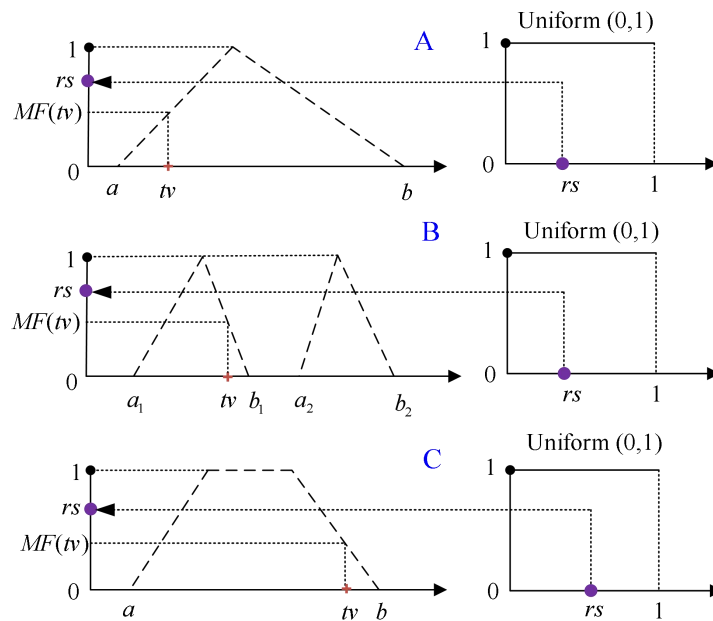 A
Uniform (0,1)
1
rs
MF(tv)
0
a
tv
b
1
0
rs
1
B
Uniform (0,1)
1
rs
MF(tv)
0
a1
tv
b1
a2
b2
1
0
rs
1
C
Uniform (0,1)
1
rs
MF(tv)
0
a
tv
b
1
0
rs
1